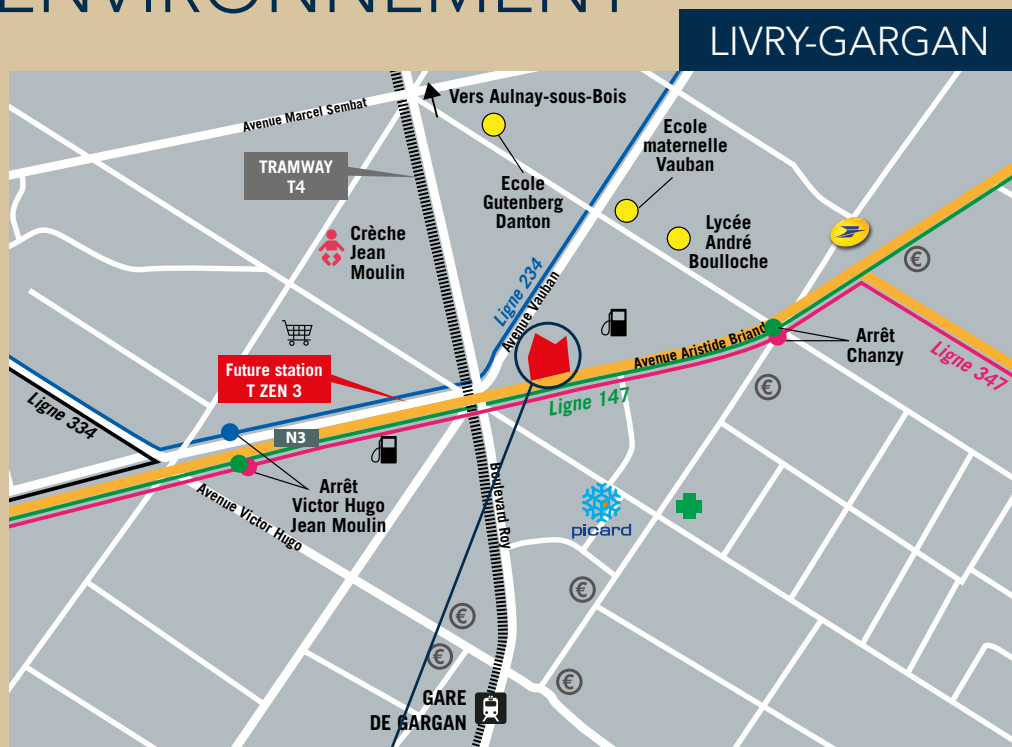 ENVIRONNEMENT
LIVRY-GARGAN
Avenue Marcel Sembat
Vers Aulnay-sous-Bois
TRAMWAY
T4
Ecole
maternelle
Vauban
Ecole
Gutenberg
Danton
Lycée
André
Boulloche
Crèche
Jean
Moulin
Ligne 234
Avenue Vauban
€
Future station
T ZEN 3
Avenue Aristide Briand
Arrêt
Chanzy
Ligne 347
Ligne 334
Ligne 147
€
N3
Arrêt
Victor Hugo
Jean Moulin
Avenue Victor Hugo
Boulevard Roy
picard
€
€
€
€
GARE
DE GARGAN